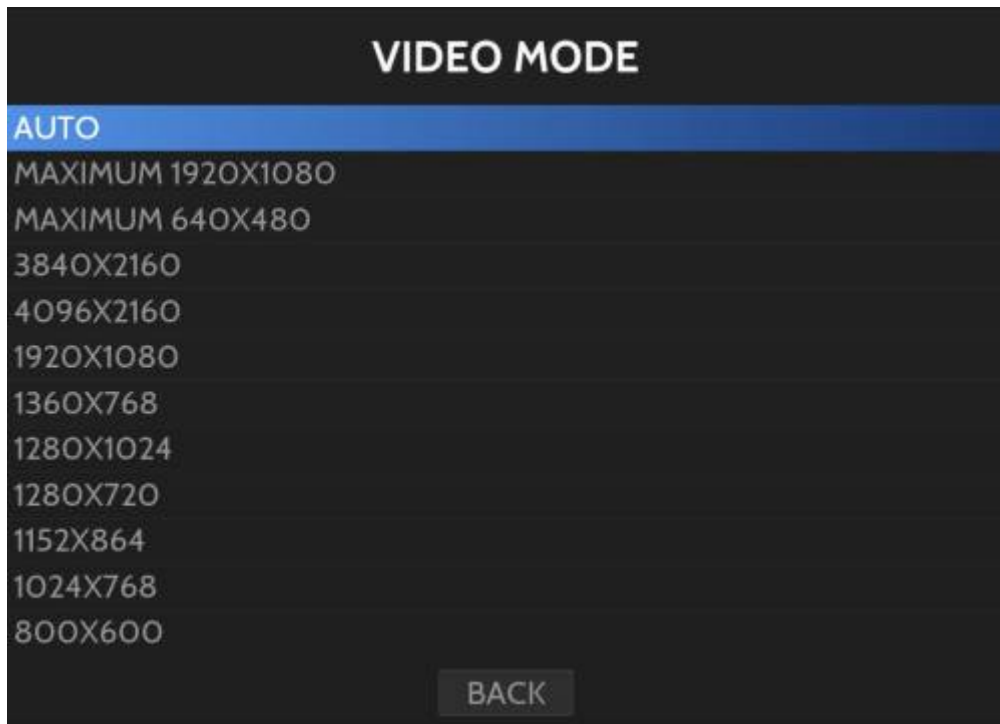 VIDEO MODE
AUTO
MAXIMUM 1920X1080
MAXIMUM 640X480
3840X2160
4096X2160
1920X1080
1360X768
1280X1024
1280X720
1152X864
1024X768
800X600
BACK